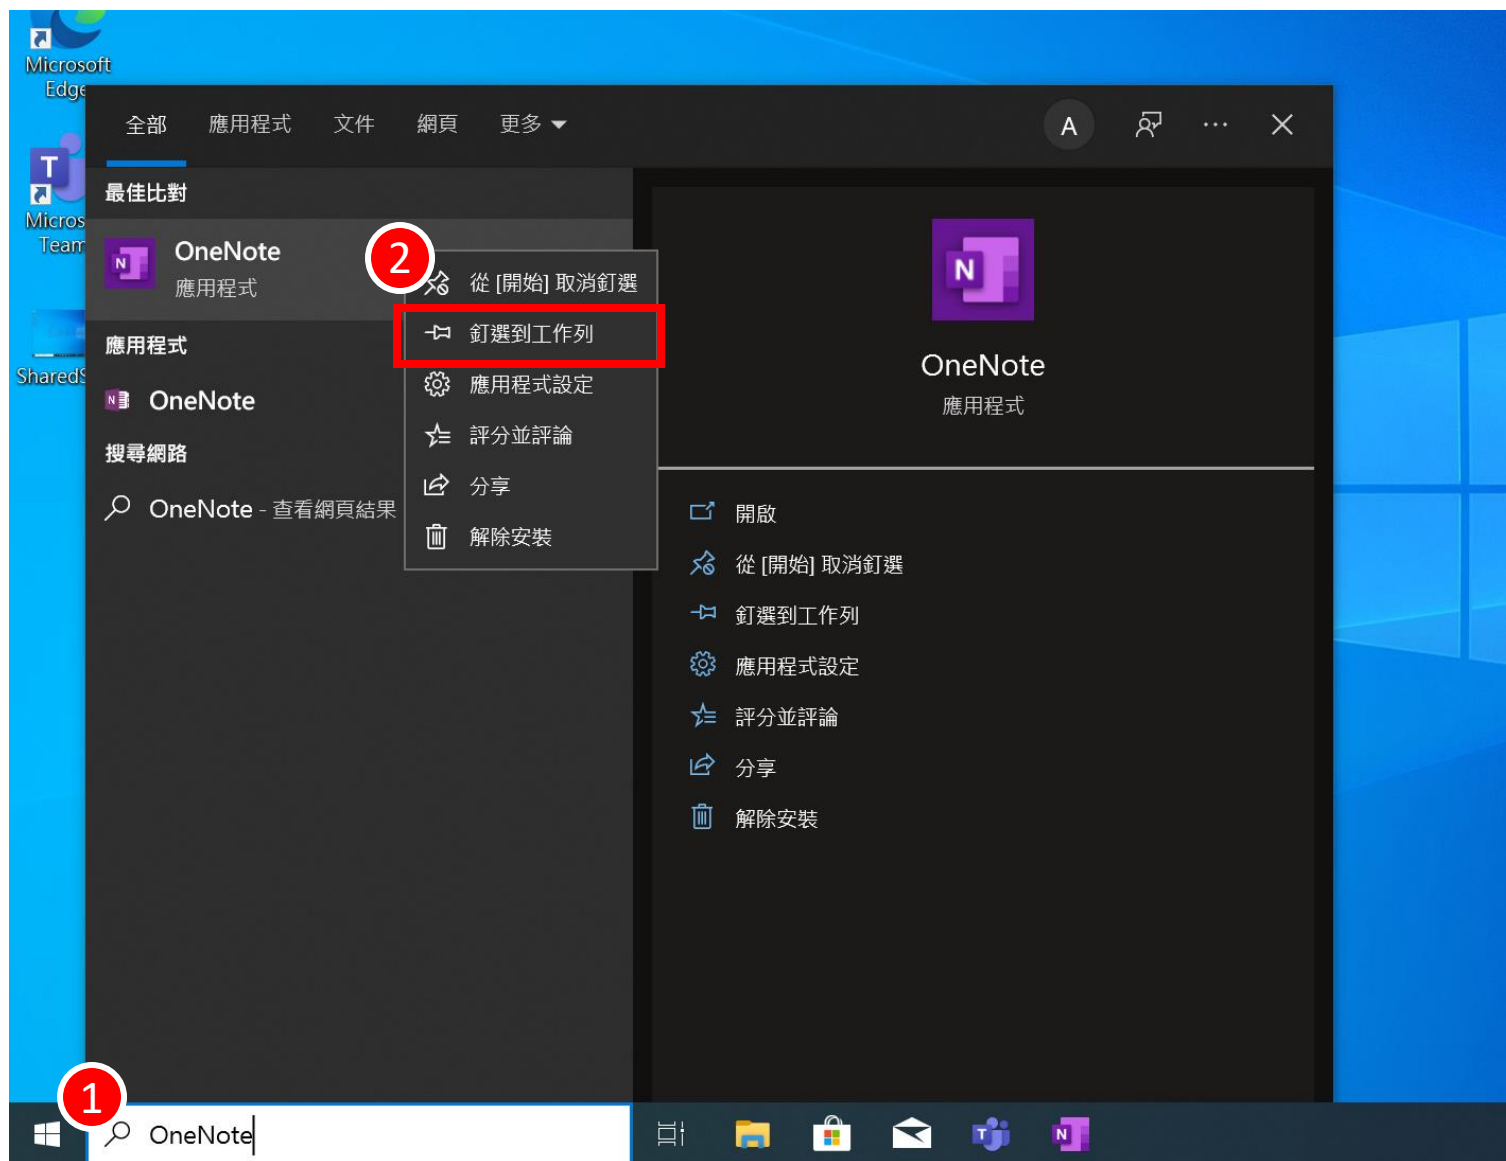 Microsoft
Edge
全部
應用程式
文件
網頁
更多
A
T
Micros
Team
SharedS
最佳比對
N
OneNote
應用程式
應用程式
N
OneNote
搜尋網路
OneNote - 查看網頁結果
2
從 [開始] 取消釘選
釘選到工作列
應用程式設定
評分並評論
分享
解除安裝
N
OneNote
應用程式
開啟
從 [開始] 取消釘選
釘選到工作列
應用程式設定
評分並評論
分享
解除安裝
1
OneNote
T
N